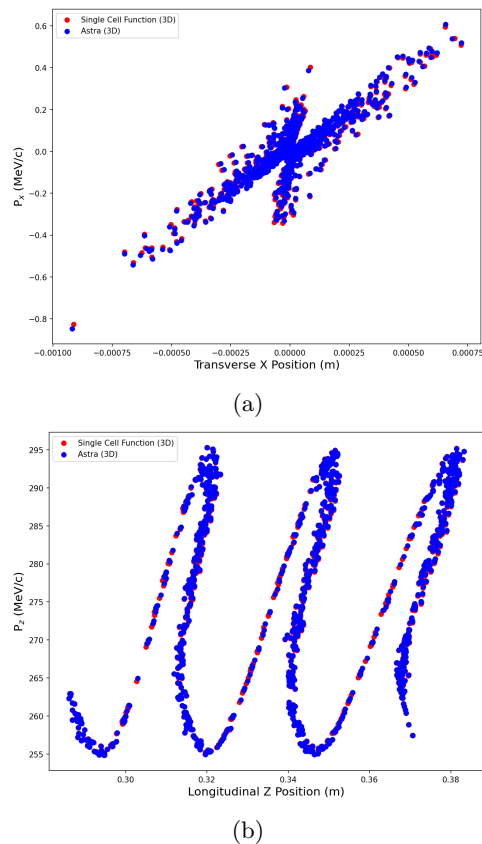 Single Cell Function (3D)
Astra (3D)
0.6
0.4
0.2
0.0
−0.2
−0.4
−0.6
−0.8
Pₓ (MeV/c)
−0.00100 −0.00075 −0.00050 −0.00025 0.00000 0.00025 0.00050 0.00075
Transverse X Position (m)
(a)
Single Cell Function (3D)
Astra (3D)
295
290
285
280
275
270
265
260
255
P_z (MeV/c)
0.30 0.32 0.34 0.36 0.38
Longitudinal Z Position (m)
(b)